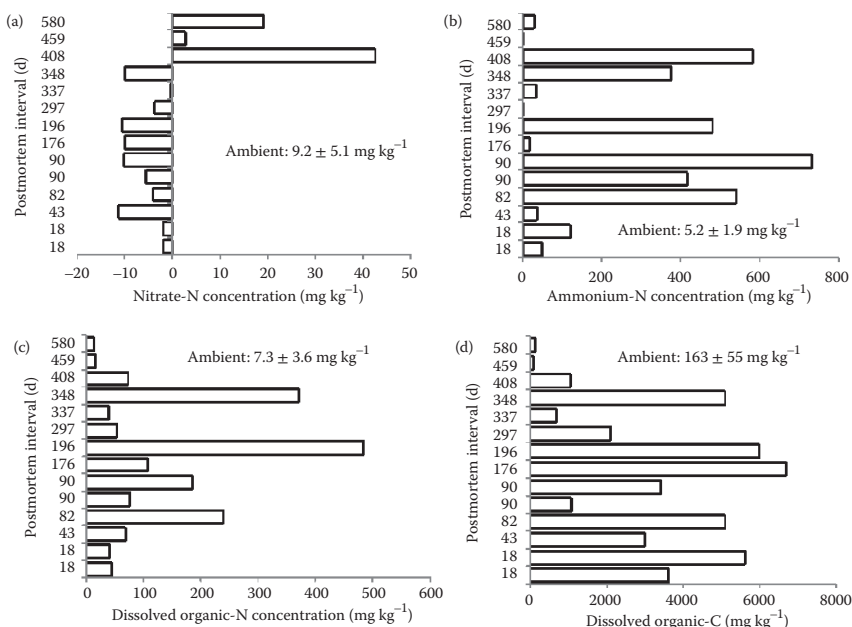 (a)
Postmortem interval (d)
580
459
408
348
337
297
196
176
90
90
82
43
18
18
Ambient: 9.2 ± 5.1 mg kg−1
−20 −10 0 10 20 30 40 50
Nitrate-N concentration (mg kg−1)
(b)
Postmortem interval (d)
580
459
408
348
337
297
196
176
90
90
82
43
18
18
Ambient: 5.2 ± 1.9 mg kg−1
0 200 400 600 800
Ammonium-N concentration (mg kg−1)
(c)
Postmortem interval (d)
580
459
408
348
337
297
196
176
90
90
82
43
18
18
Ambient: 7.3 ± 3.6 mg kg−1
0 100 200 300 400 500 600
Dissolved organic-N concentration (mg kg−1)
(d)
Postmortem interval (d)
580
459
408
348
337
297
196
176
90
90
82
43
18
18
Ambient: 163 ± 55 mg kg−1
0 2000 4000 6000 8000
Dissolved organic-C (mg kg−1)